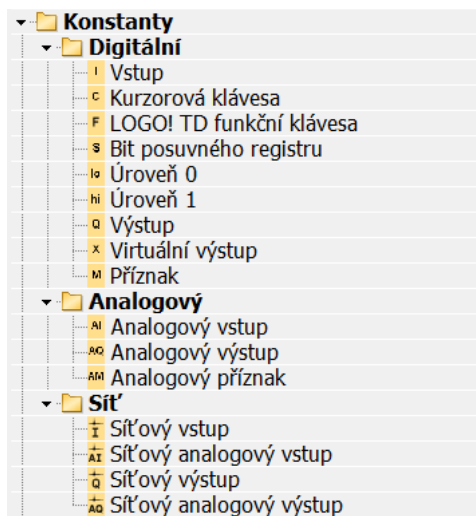 Konstanty
Digitální
I Vstup
C Kurzorová klávesa
F LOGO! TD funkční klávesa
S Bit posuvného registru
lo Úroveň 0
hi Úroveň 1
Q Výstup
X Virtuální výstup
M Příznak
Analogový
AI Analogový vstup
AQ Analogový výstup
AM Analogový příznak
Síť
I Síťový vstup
AI Síťový analogový vstup
Q Síťový výstup
AQ Síťový analogový výstup